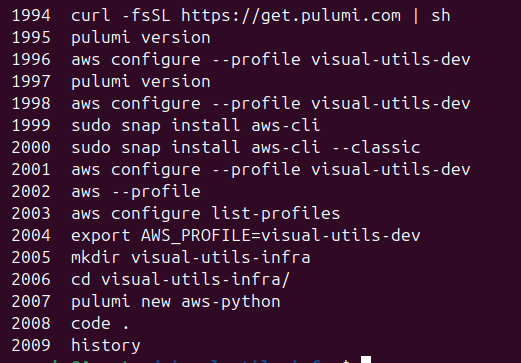 1994 curl -fsSL https://get.pulumi.com | sh
1995 pulumi version
1996 aws configure --profile visual-utils-dev
1997 pulumi version
1998 aws configure --profile visual-utils-dev
1999 sudo snap install aws-cli
2000 sudo snap install aws-cli --classic
2001 aws configure --profile visual-utils-dev
2002 aws --profile
2003 aws configure list-profiles
2004 export AWS_PROFILE=visual-utils-dev
2005 mkdir visual-utils-infra
2006 cd visual-utils-infra/
2007 pulumi new aws-python
2008 code .
2009 history